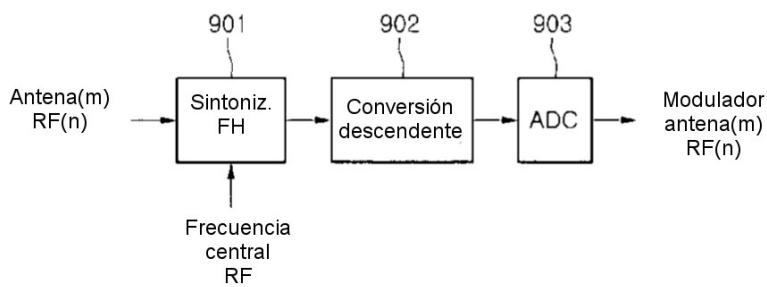 901
902
903
Antena(m)
RF(n)
Sintoniz.
FH
Conversión
descendente
ADC
Modulador
antena(m)
RF(n)
Frecuencia
central
RF